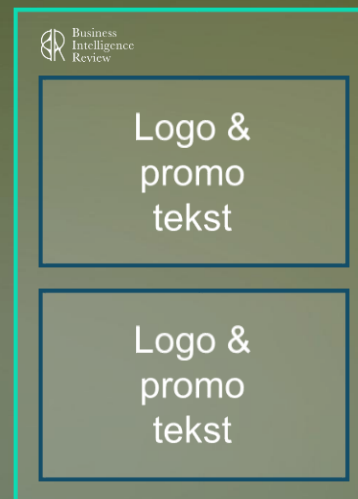 Business
Intelligence
Review
Logo &
promo
tekst
Logo &
promo
tekst